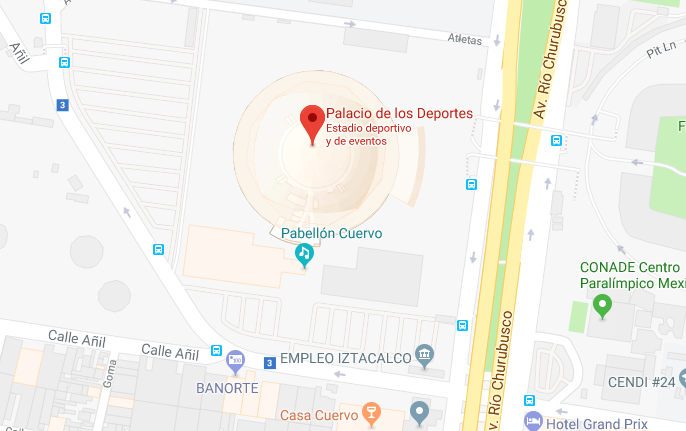 Añil
Atletas
Av. Río Churubusco
Pit Ln
3
Palacio de los Deportes
Estadio deportivo
y de eventos
F
Pabellón Cuervo
CONADE Centro
Paralímpico Mexi
Calle Añil
Calle Añil
Goma
3
EMPLEO IZTACALCO
BANORTE
Av. Río Churubusco
CENDI #24
Casa Cuervo
Hotel Grand Prix
Calle